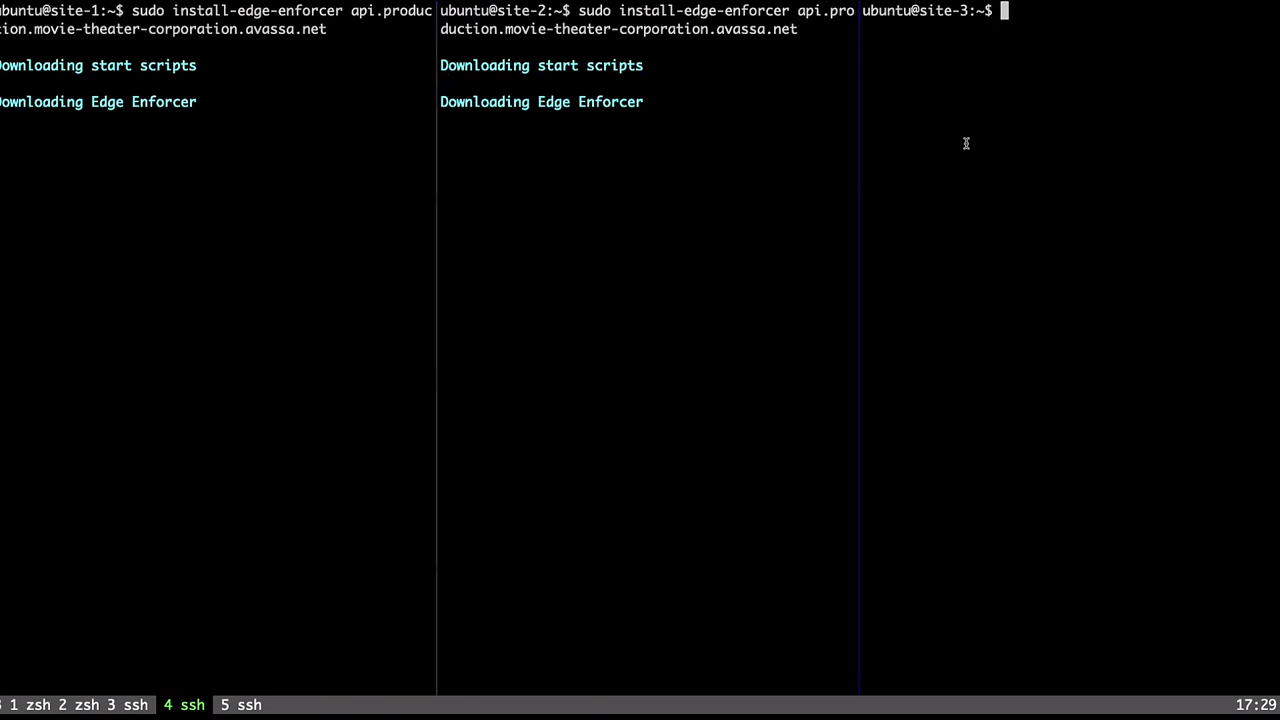 ubuntu@site-1:~$ sudo install-edge-enforcer api.produc
tion.movie-theater-corporation.avassa.net
Downloading start scripts
Downloading Edge Enforcer
ubuntu@site-2:~$ sudo install-edge-enforcer api.pro
duction.movie-theater-corporation.avassa.net
Downloading start scripts
Downloading Edge Enforcer
ubuntu@site-3:~$
1 zsh 2 zsh 3 ssh 4 ssh 5 ssh 17:29